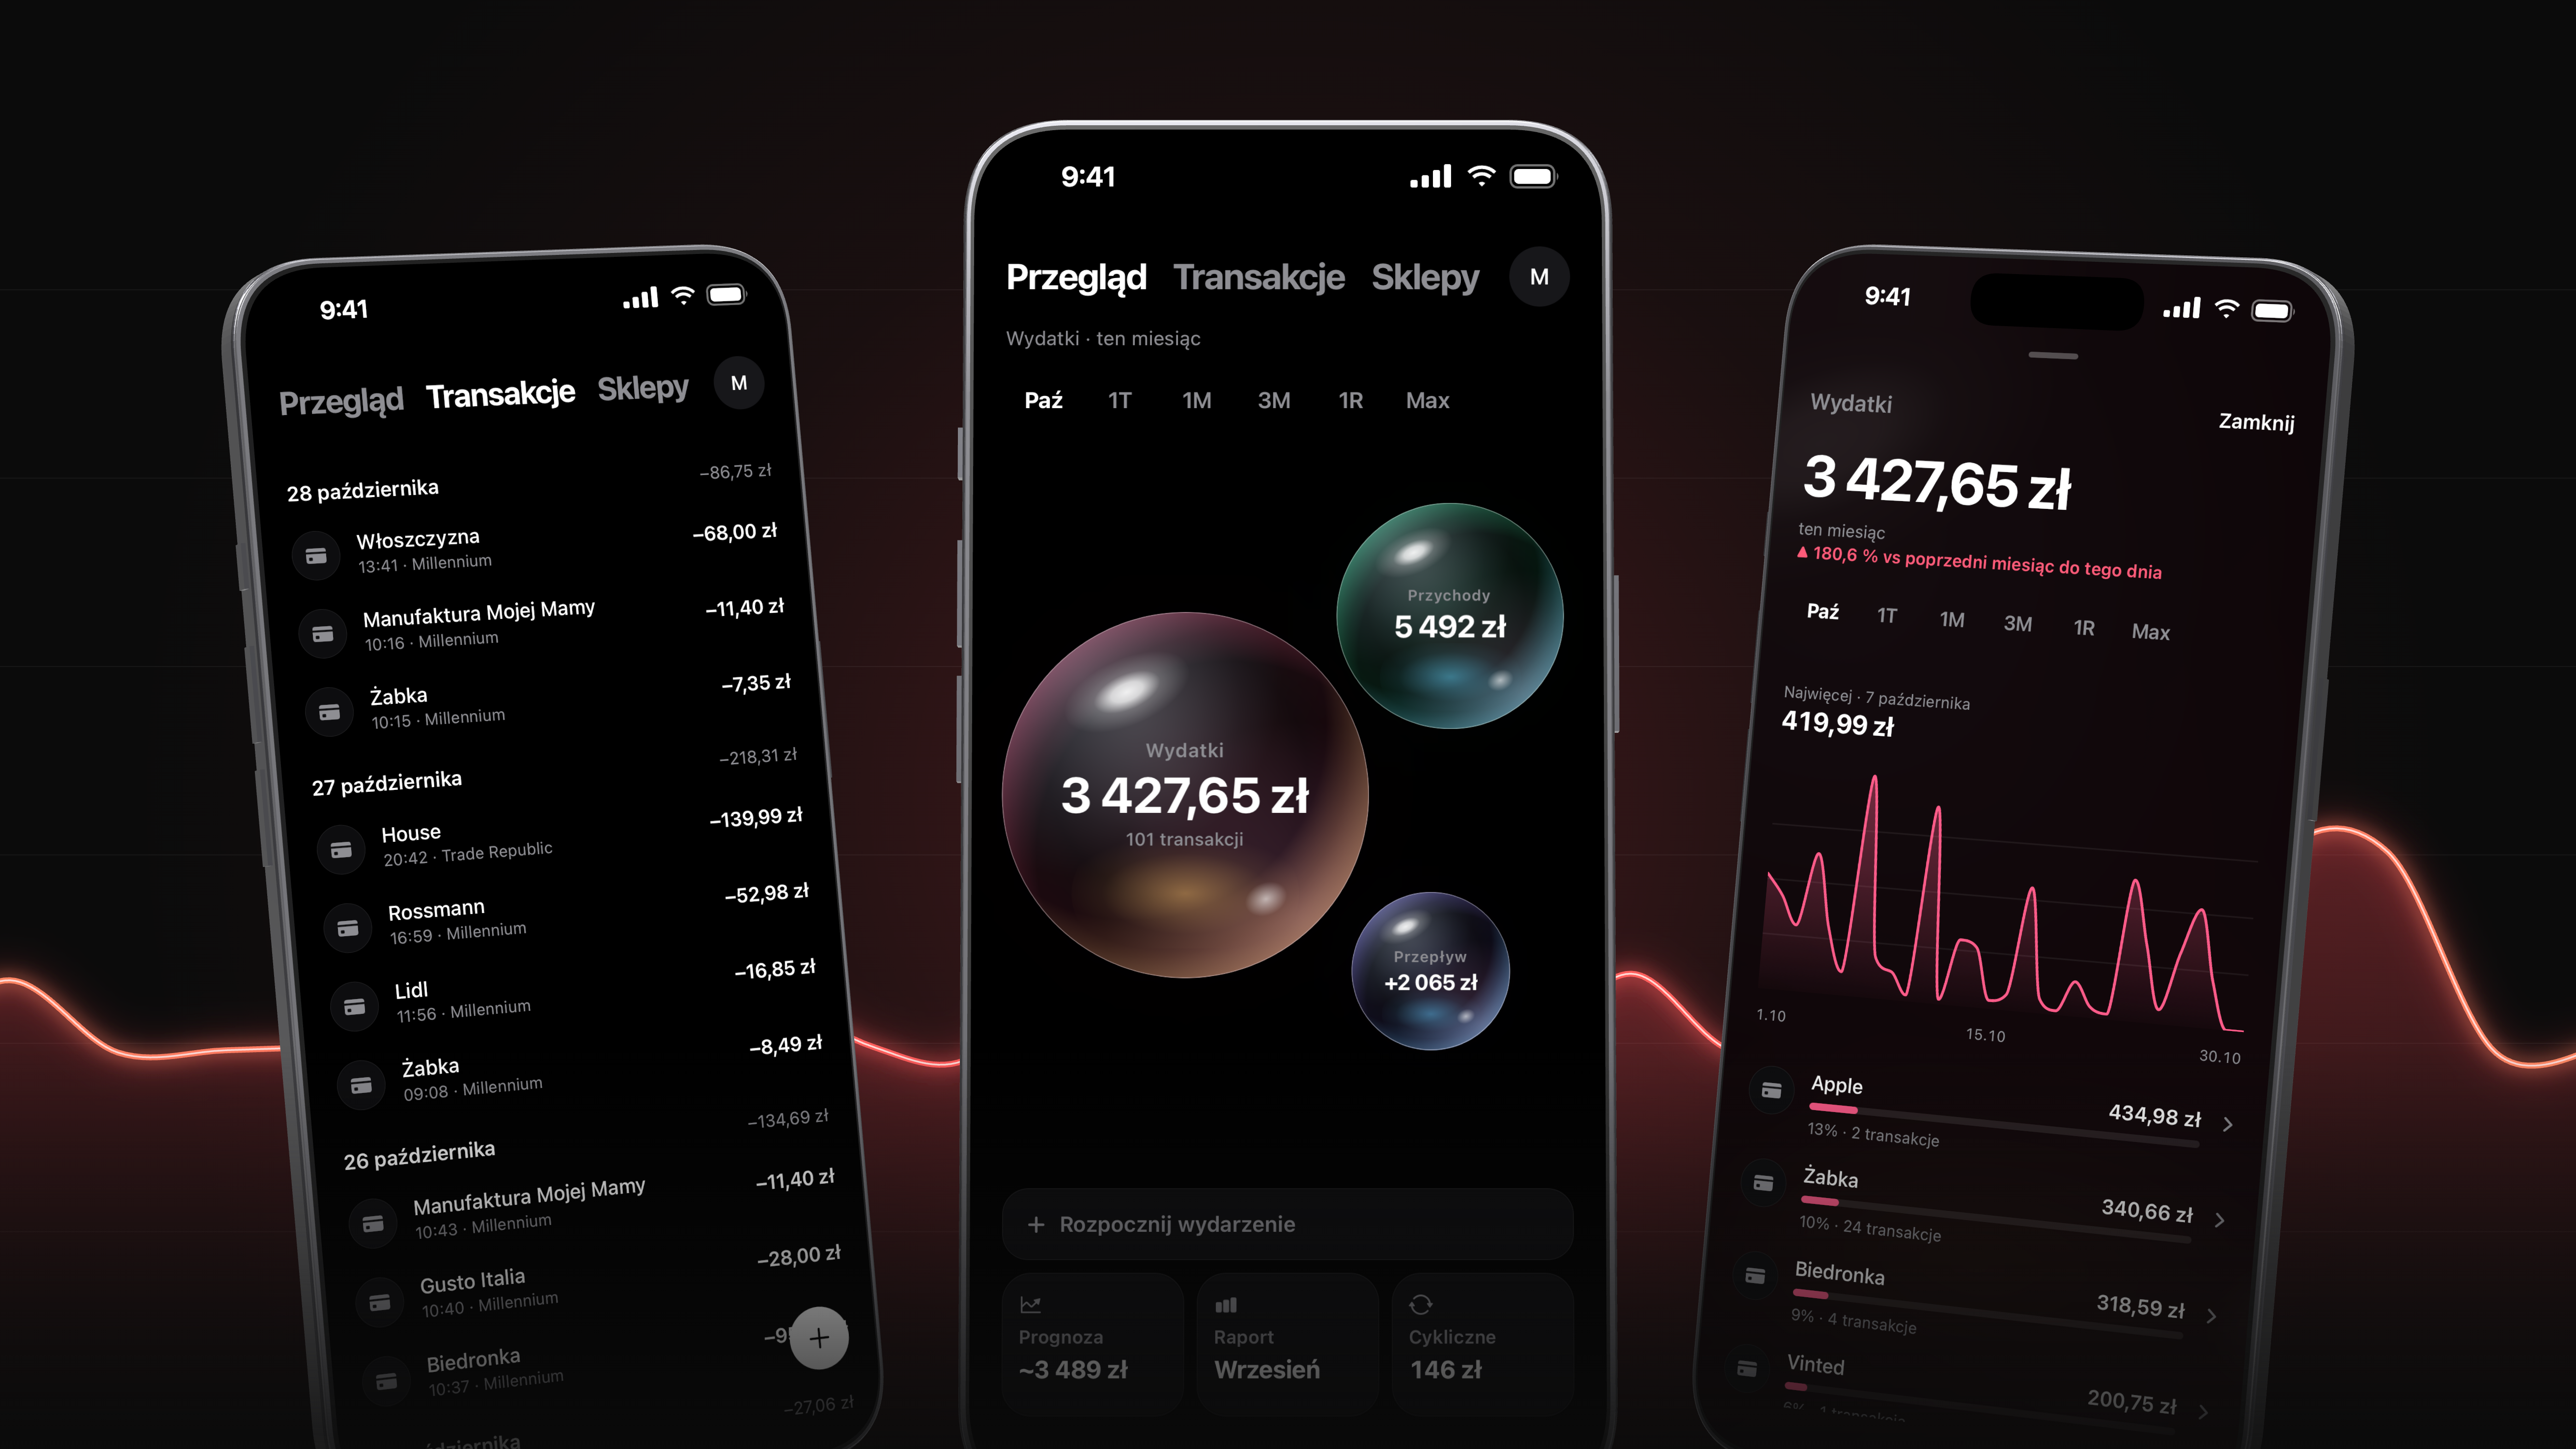 9:41
Przegląd Transakcje Sklepy M
28 października −86,75 zł
Włoszczyzna −68,00 zł
13:41 · Millennium
Manufaktura Mojej Mamy −11,40 zł
10:16 · Millennium
Żabka −7,35 zł
10:15 · Millennium
27 października −218,31 zł
House −139,99 zł
20:42 · Trade Republic
Rossmann −52,98 zł
16:59 · Millennium
Lidl −16,85 zł
11:56 · Millennium
Żabka −8,49 zł
09:08 · Millennium
26 października −134,69 zł
Manufaktura Mojej Mamy −11,40 zł
10:43 · Millennium
Gusto Italia −28,00 zł
10:40 · Millennium
Biedronka
10:37 · Millennium
−27,06 zł
9:41
Przegląd Transakcje Sklepy M
Wydatki · ten miesiąc
Paź 1T 1M 3M 1R Max
Przychody
5 492 zł
Wydatki
3 427,65 zł
101 transakcji
Przepływ
+2 065 zł
+ Rozpocznij wydarzenie
Prognoza
~3 489 zł
Raport
Wrzesień
Cykliczne
146 zł
9:41
Wydatki Zamknij
3 427,65 zł
ten miesiąc
▲ 180,6 % vs poprzedni miesiąc do tego dnia
Paź 1T 1M 3M 1R Max
Najwięcej · 7 października
419,99 zł
1.10 15.10 30.10
Apple 434,98 zł
13% · 2 transakcje
Żabka 340,66 zł
10% · 24 transakcje
Biedronka 318,59 zł
9% · 4 transakcje
Vinted 200,75 zł